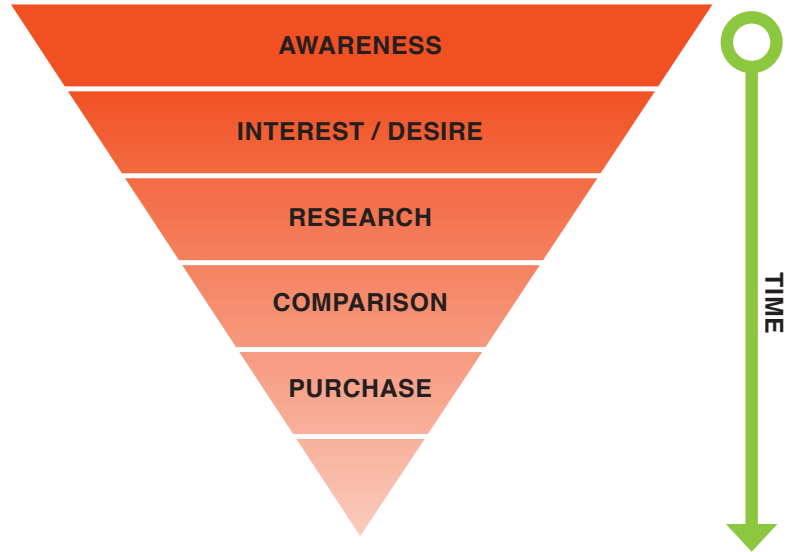 AWARENESS
INTEREST / DESIRE
RESEARCH
COMPARISON
PURCHASE
TIME